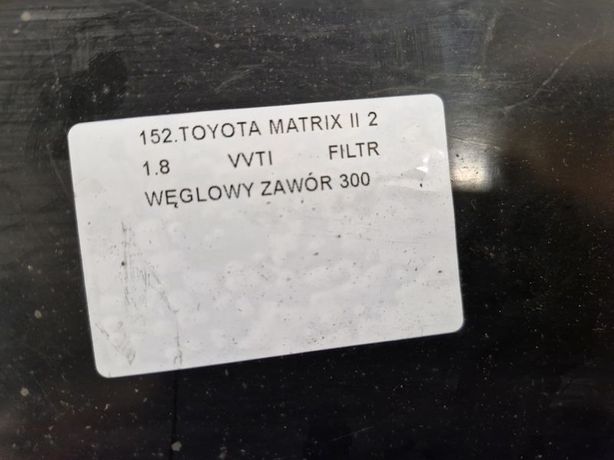 152.TOYOTA MATRIX II 2
1.8 VVTI FILTR
WĘGLOWY ZAWÓR 300